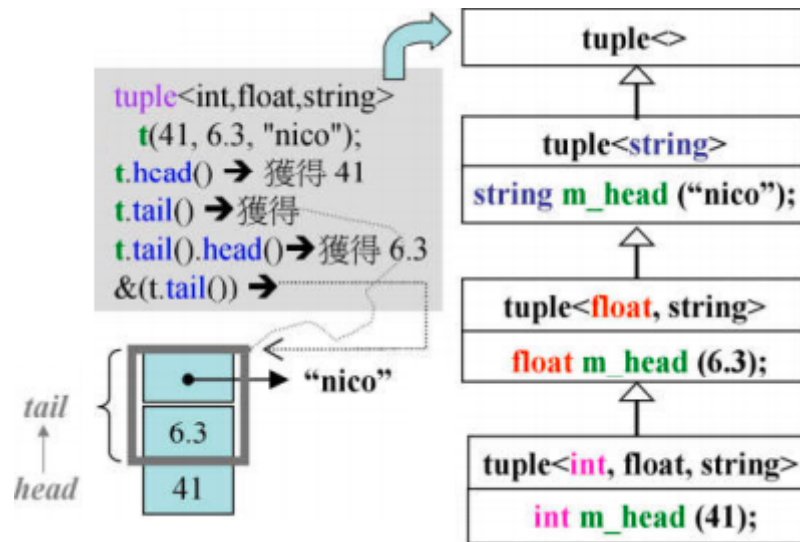 tuple<int,float,string>
t(41, 6.3, "nico");
t.head() ➔ 獲得 41
t.tail() ➔ 獲得
t.tail().head() ➔ 獲得 6.3
&(t.tail()) ➔
tail
head
6.3
41
“nico”
tuple<>
tuple<string>
string m_head (“nico”);
tuple<float, string>
float m_head (6.3);
tuple<int, float, string>
int m_head (41);